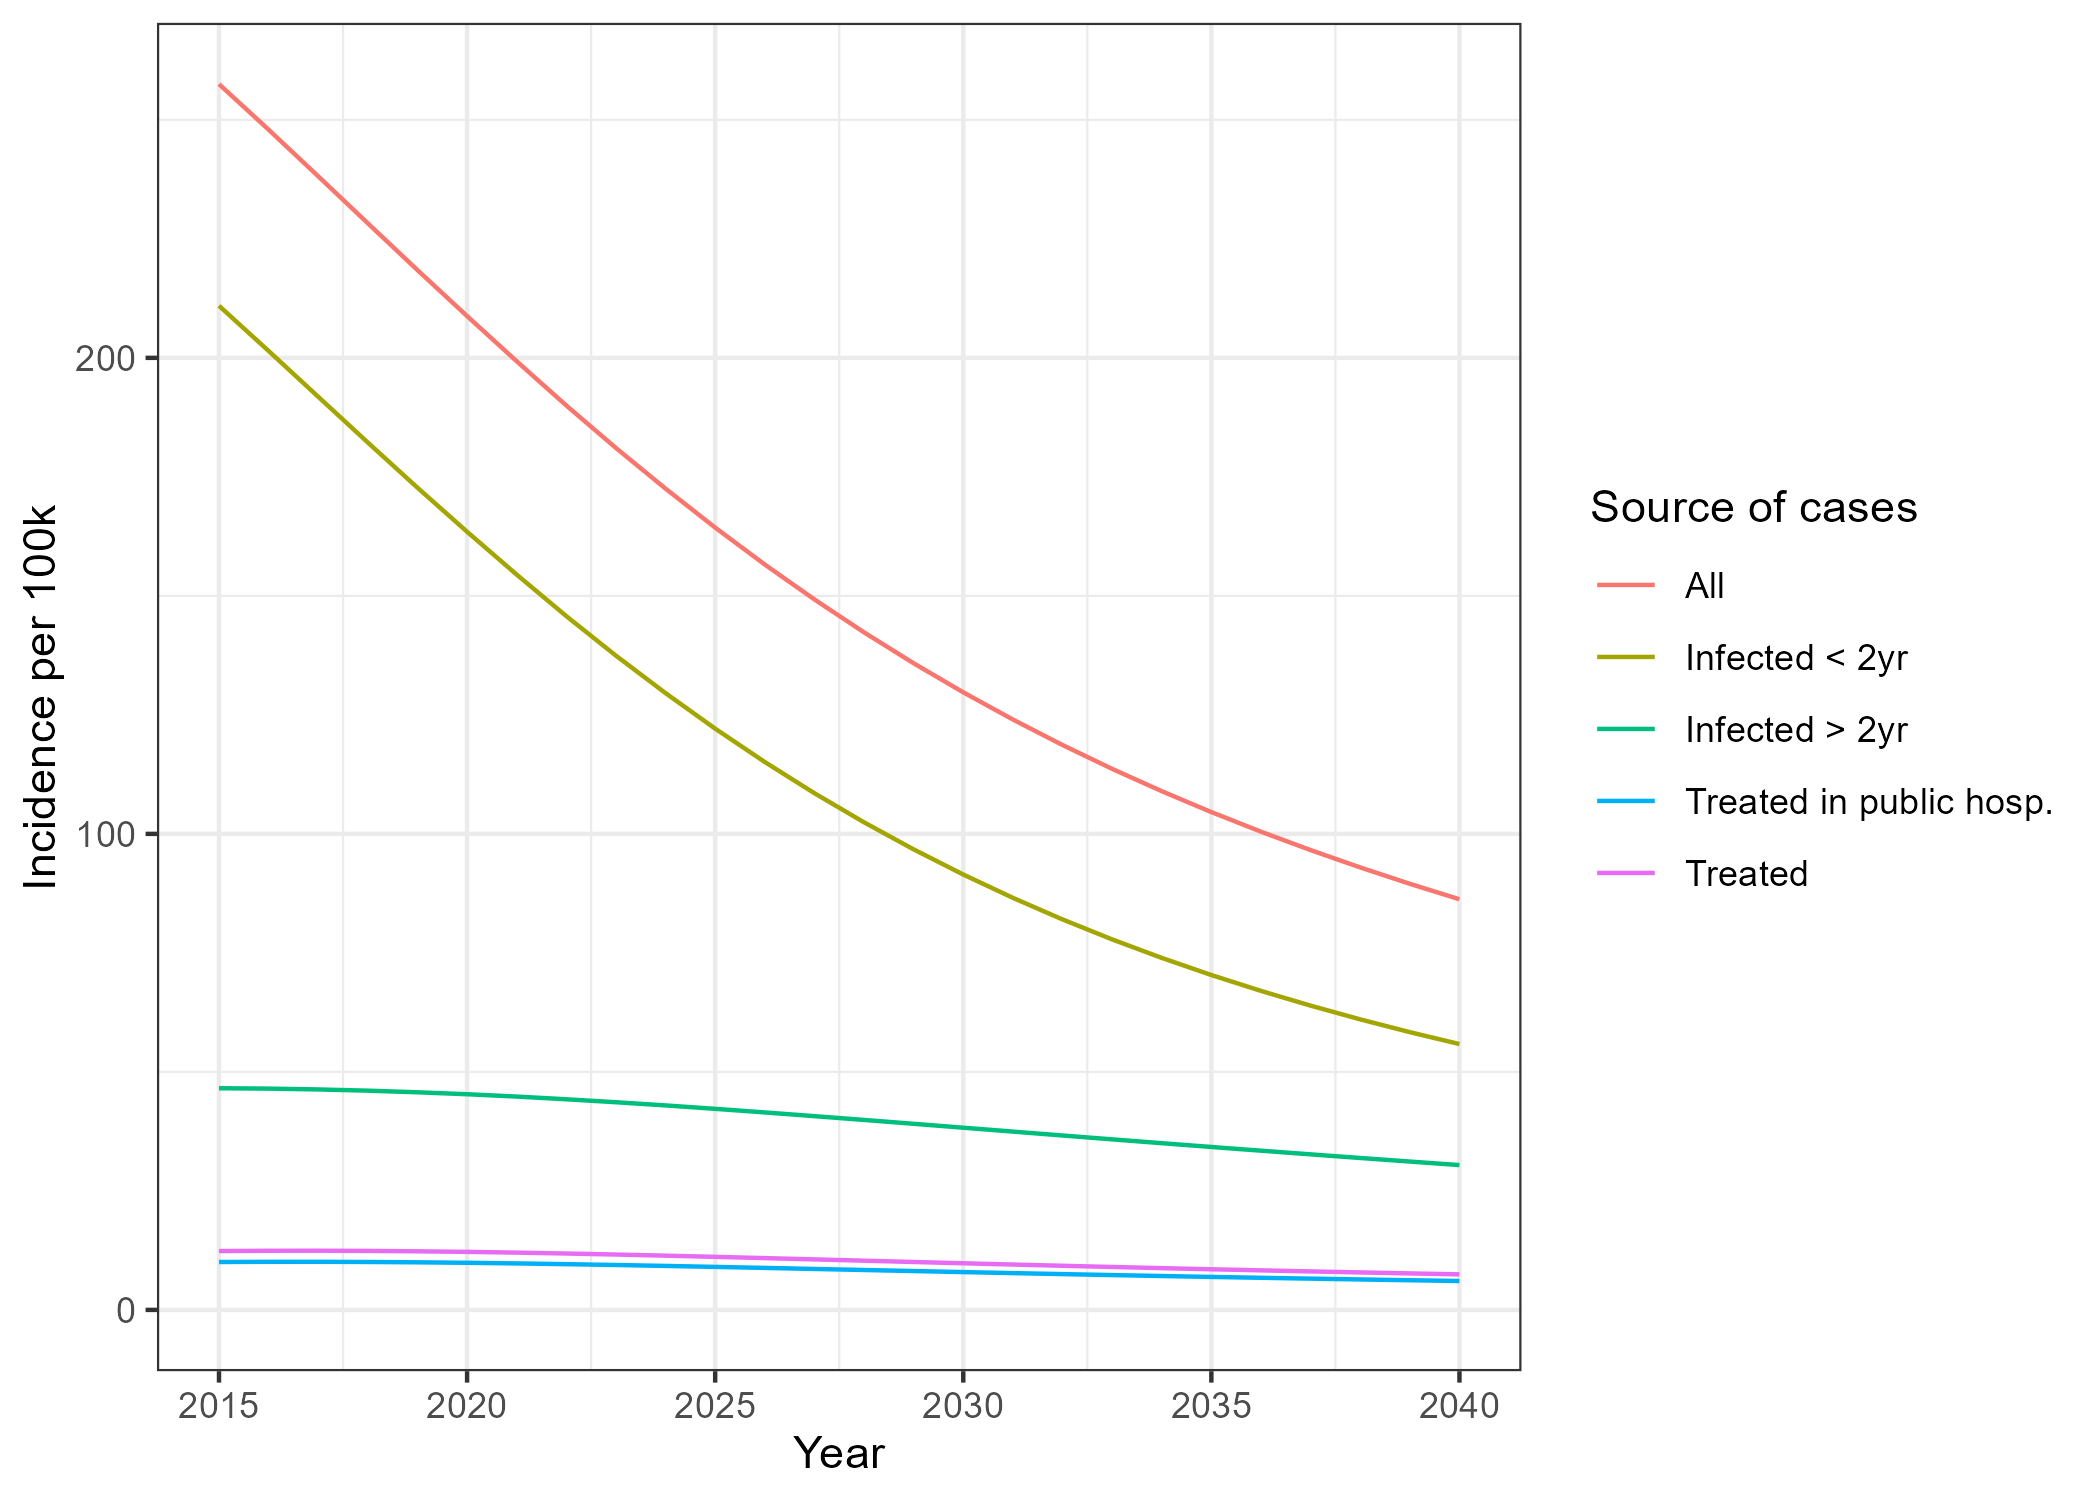 Incidence per 100k
200
100
0
2015 2020 2025 2030 2035 2040
Year
Source of cases
All
Infected < 2yr
Infected > 2yr
Treated in public hosp.
Treated